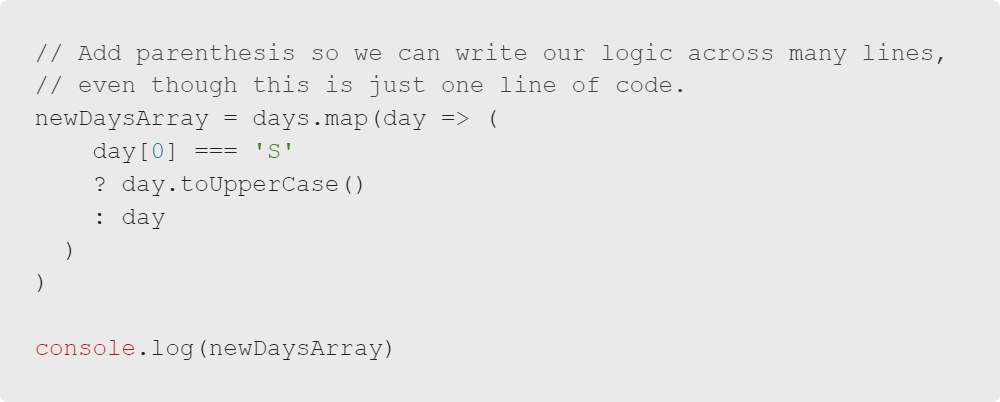 // Add parenthesis so we can write our logic across many lines,
// even though this is just one line of code.
newDaysArray = days.map(day => (
    day[0] === 'S'
    ? day.toUpperCase()
    : day
  )
)

console.log(newDaysArray)